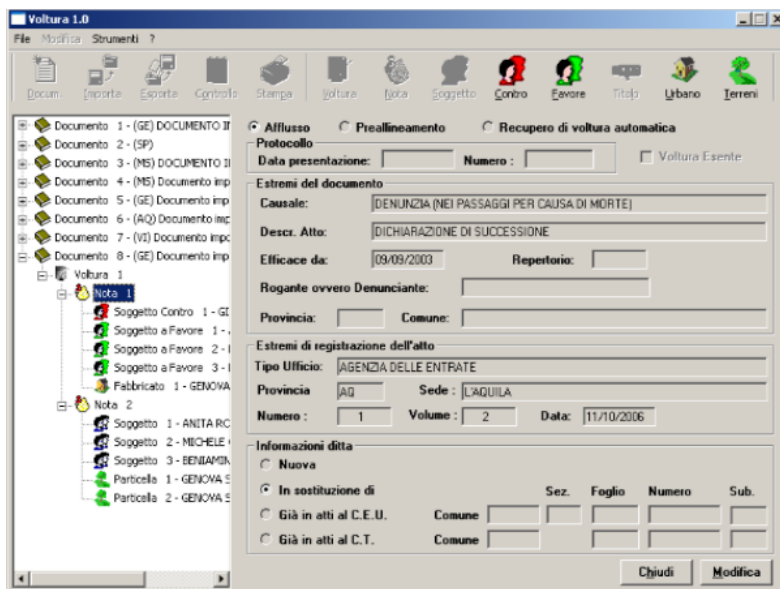 Voltura 1.0
File Modifica Strumenti ?
Docum. Importa Esporta Controllo Stampa Voltura Nota Soggetto Contro Favore Titolo Urbano Terreni
Documento 1 - (GE) DOCUMENTO
Documento 2 - (SP)
Documento 3 - (MS) DOCUMENTO
Documento 4 - (MS) Documento imp
Documento 5 - (GE) Documento imp
Documento 6 - (AQ) Documento imp
Documento 7 - (VI) Documento impo
Documento 8 - (GE) Documento imp
Voltura 1
Nota 1
Soggetto Contro 1 - GI
Soggetto a Favore 1 -
Soggetto a Favore 2 -
Soggetto a Favore 3 -
Fabbricato 1 - GENOVA
Nota 2
Soggetto 1 - ANITA RO
Soggetto 2 - MICHELE
Soggetto 3 - BENIAMIN
Particella 1 - GENOVA S
Particella 2 - GENOVA S
Afflusso Preallineamento Recupero di voltura automatica
Protocollo
Data presentazione: Numero : Voltura Esente
Estremi del documento
Causale: DENUNZIA (NEI PASSAGGI PER CAUSA DI MORTE)
Descr. Atto: DICHIARAZIONE DI SUCCESSIONE
Efficace da: 09/09/2003 Repertorio:
Rogante ovvero Denunciante:
Provincia: Comune:
Estremi di registrazione dell'atto
Tipo Ufficio: AGENZIA DELLE ENTRATE
Provincia AQ Sede : L'AQUILA
Numero : 1 Volume : 2 Data: 11/10/2006
Informazioni ditta
Nuova
In sostituzione di Sez. Foglio Numero Sub.
Già in atti al C.E.U. Comune
Già in atti al C.T. Comune
Chiudi Modifica